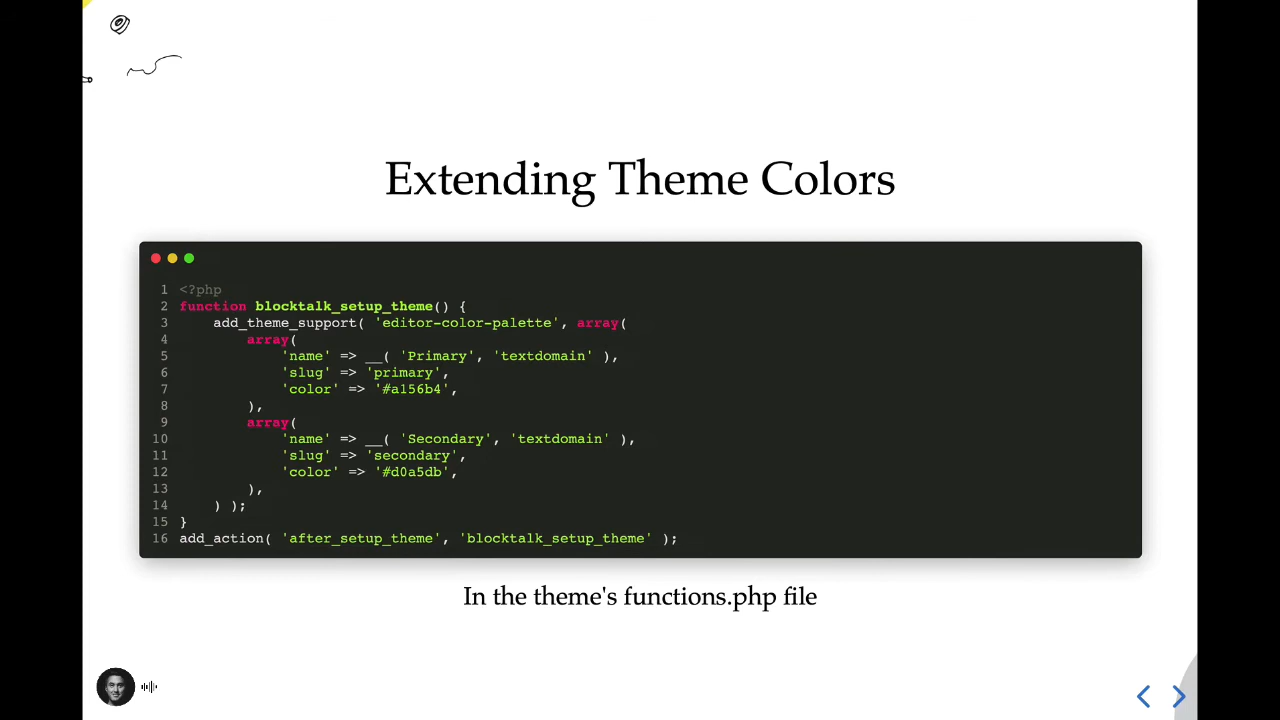 Extending Theme Colors
1 <?php
2 function blocktalk_setup_theme() {
3     add_theme_support( 'editor-color-palette', array(
4         array(
5             'name' => __( 'Primary', 'textdomain' ),
6             'slug' => 'primary',
7             'color' => '#a156b4',
8         ),
9         array(
10             'name' => __( 'Secondary', 'textdomain' ),
11             'slug' => 'secondary',
12             'color' => '#d0a5db',
13         ),
14     ) );
15 }
16 add_action( 'after_setup_theme', 'blocktalk_setup_theme' );
In the theme's functions.php file